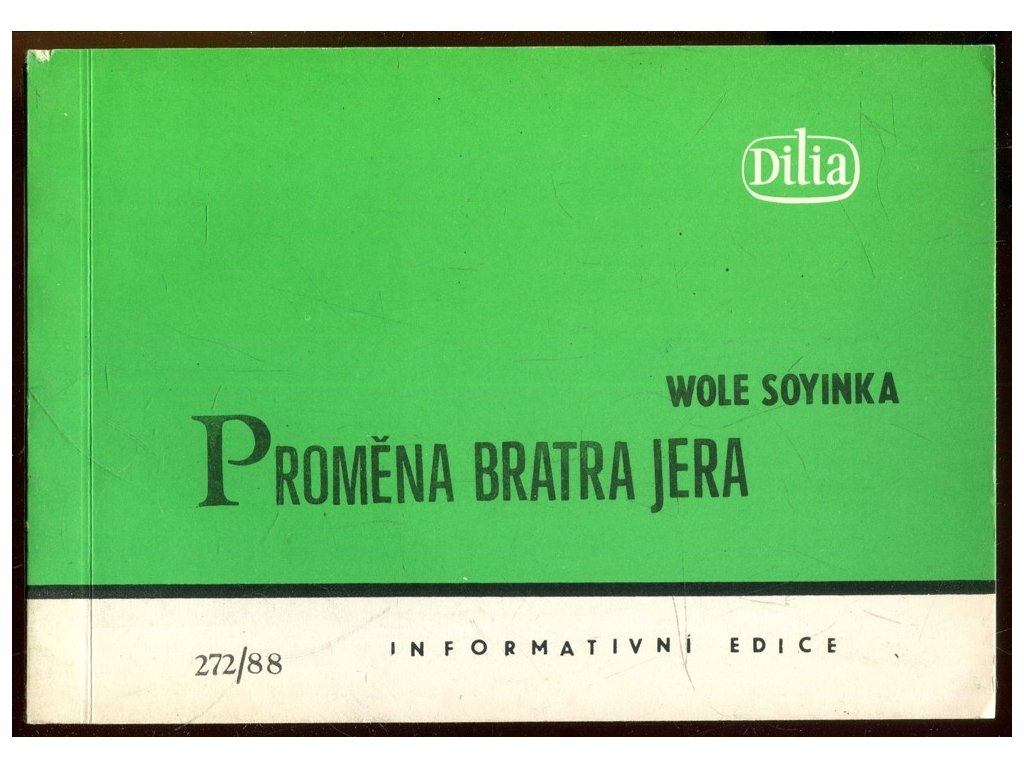 Dilia
WOLE SOYINKA
PROMĚNA BRATRA JERA
INFORMATIVNÍ EDICE
272/88